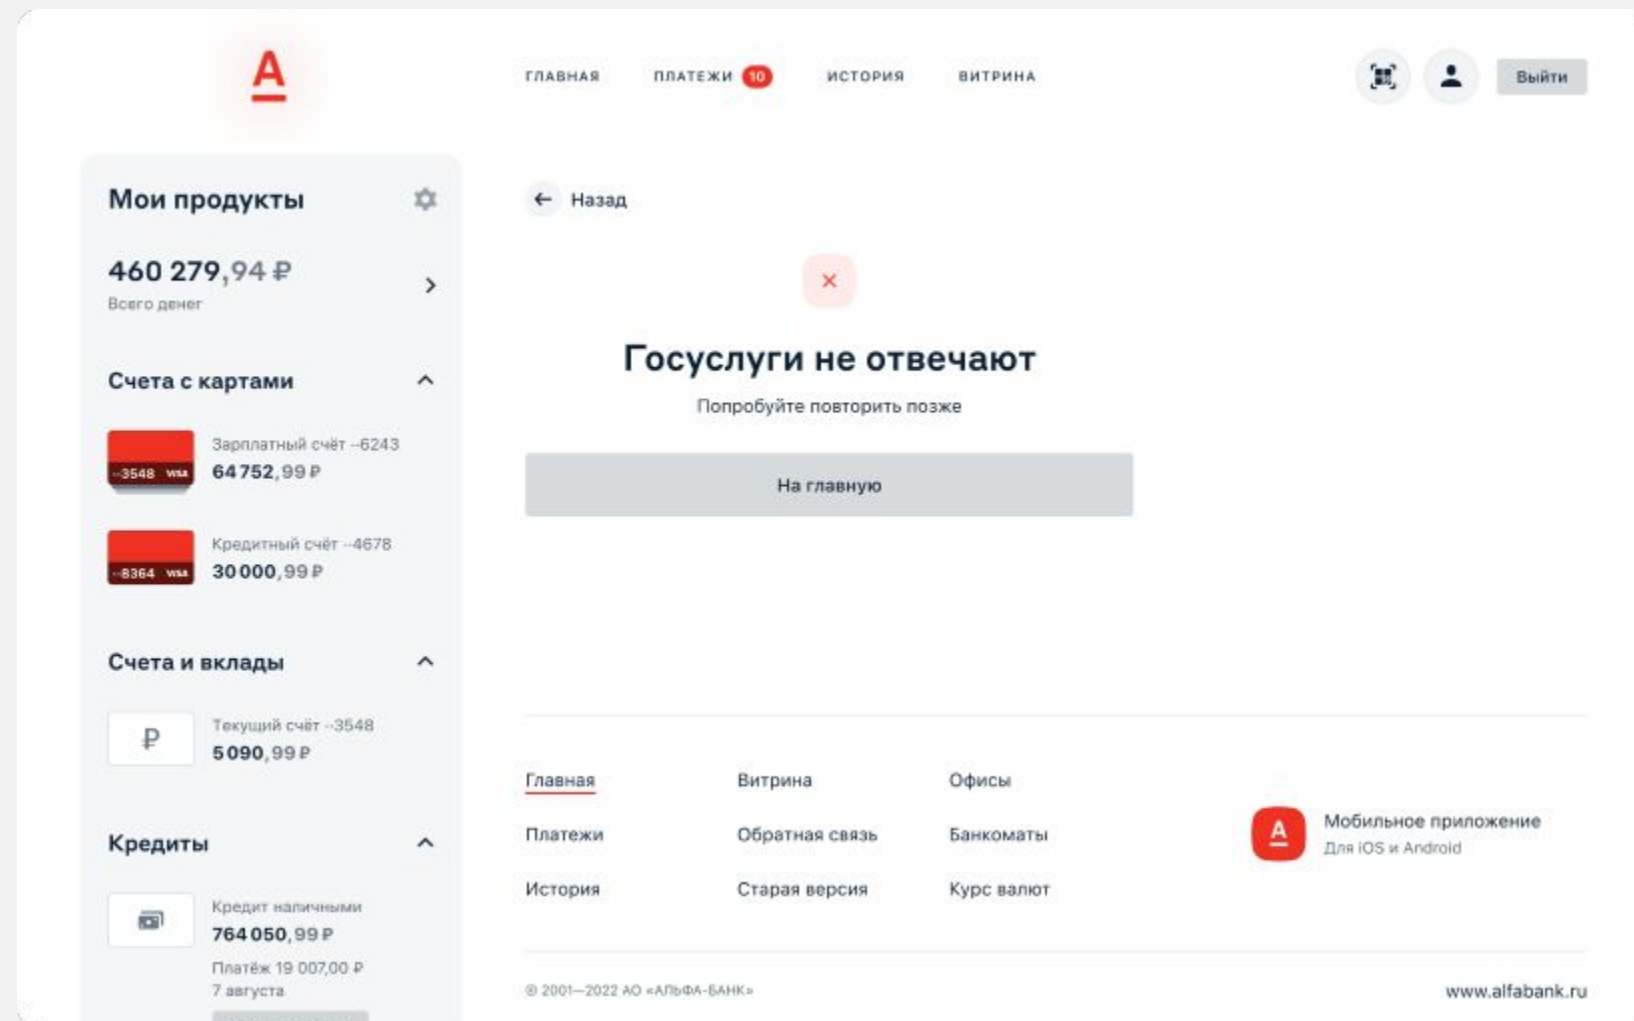 А
ГЛАВНАЯ
ПЛАТЕЖИ 10
ИСТОРИЯ
ВИТРИНА
Выйти
Мои продукты
460 279,94 ₽
Всего денег
Счета с картами
Зарплатный счёт ··6243
64 752,99 ₽
··3548 VISA
Кредитный счёт ··4678
30 000,99 ₽
··8364 VISA
Счета и вклады
₽
Текущий счёт ··3548
5 090,99 ₽
Кредиты
Кредит наличными
764 050,99 ₽
Платёж 19 007,00 ₽
7 августа
Назад
Госуслуги не отвечают
Попробуйте повторить позже
На главную
Главная
Платежи
История
Витрина
Обратная связь
Старая версия
Офисы
Банкоматы
Курс валют
А
Мобильное приложение
Для iOS и Android
© 2001—2022 АО «АЛЬФА-БАНК»
www.alfabank.ru